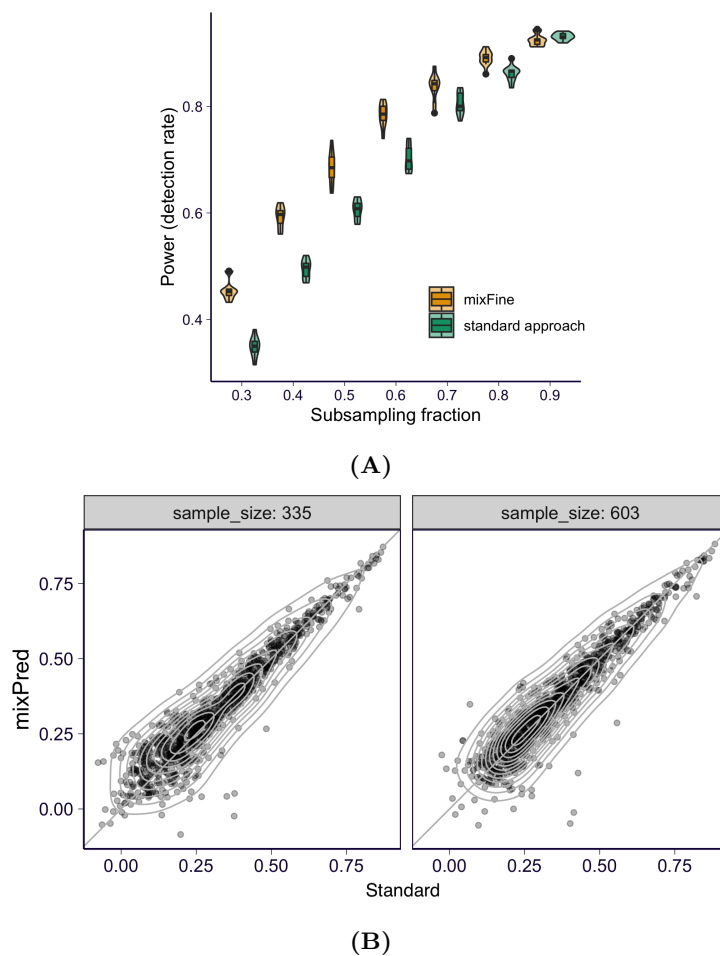 Power (detection rate)
0.8
0.6
0.4
mixFine
standard approach
0.3 0.4 0.5 0.6 0.7 0.8 0.9
Subsampling fraction
(A)
sample_size: 335 sample_size: 603
mixPred
0.75
0.50
0.25
0.00
0.00 0.25 0.50 0.75 0.00 0.25 0.50 0.75
Standard
(B)